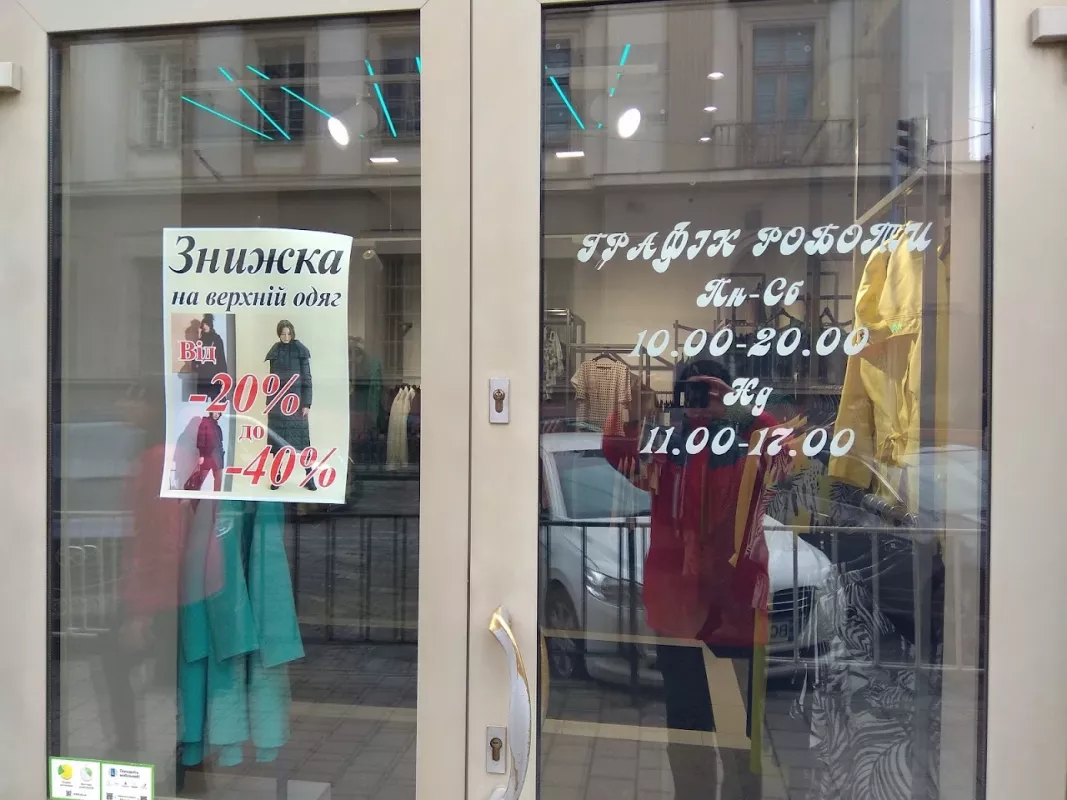 Знижка
на верхній одяг
Від
-20%
до
-40%
ГРАФІК РОБОТИ
Пн-Сб
10.00-20.00
Нд
11.00-17.00